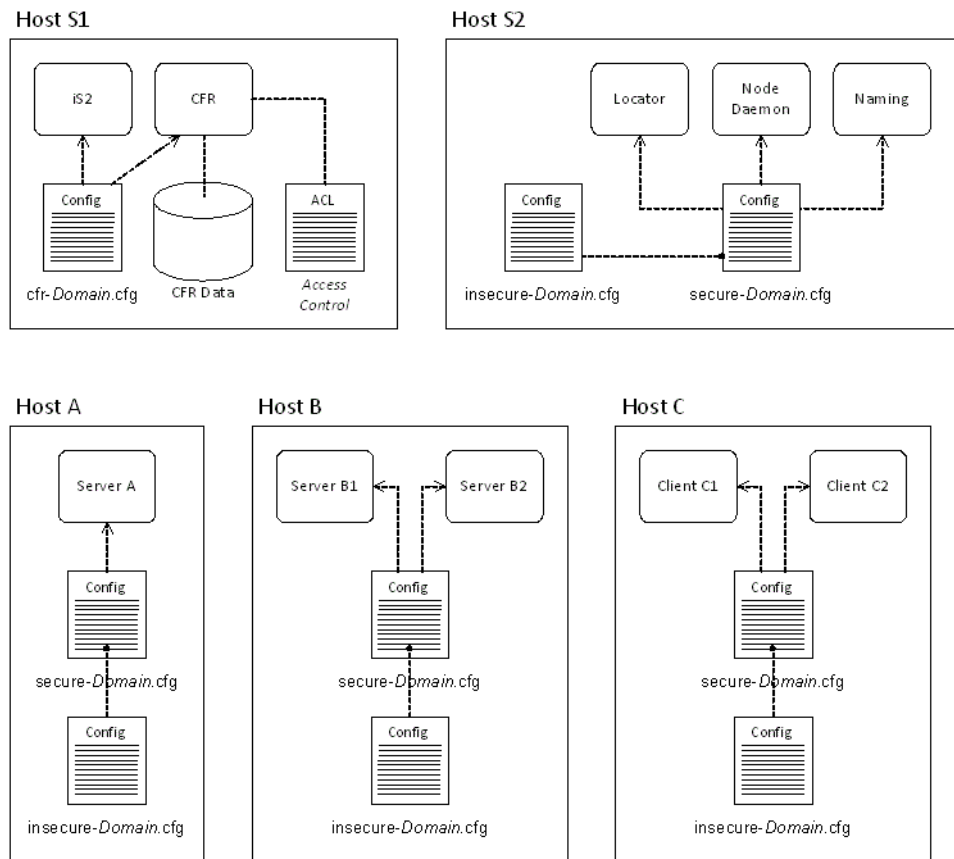 Host S1
iS2
CFR
Config
ACL
cfr-Domain.cfg
CFR Data
Access
Control
Host S2
Locator
Node
Daemon
Naming
Config
Config
insecure-Domain.cfg
secure-Domain.cfg
Host A
Server A
Config
secure-Domain.cfg
Config
insecure-Domain.cfg
Host B
Server B1
Server B2
Config
secure-Domain.cfg
Config
insecure-Domain.cfg
Host C
Client C1
Client C2
Config
secure-Domain.cfg
Config
insecure-Domain.cfg